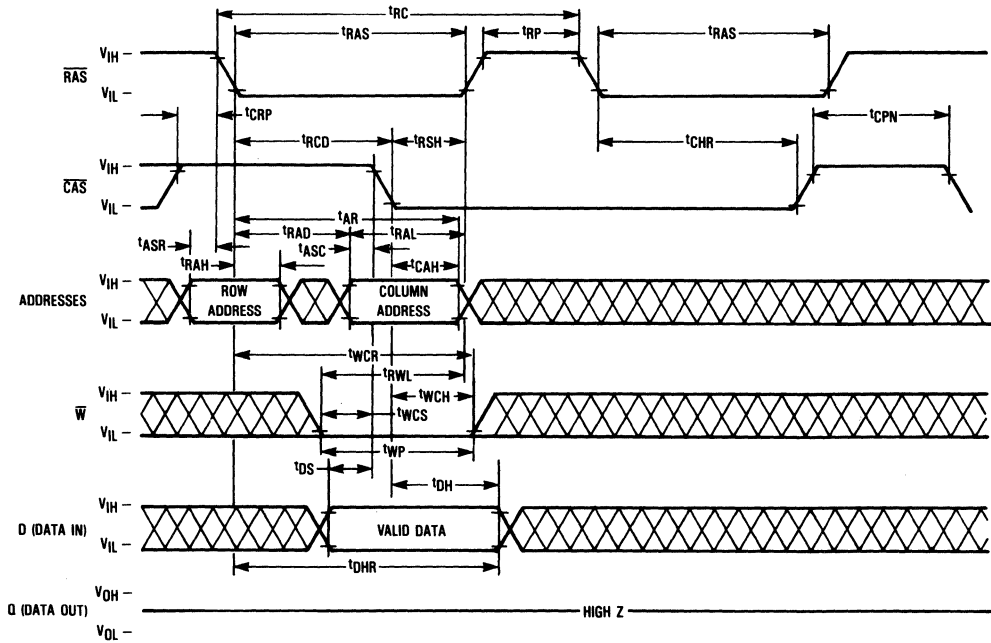 tRC
tRAS
tRP
tRAS
VIH
RAS
VIL
tCRP
tCPN
tRCD
tRSH
tCHR
VIH
CAS
VIL
tAR
tRAD
tRAL
tASR
tASC
tRAH
tCAH
VIH
ROW
ADDRESS
COLUMN
ADDRESS
ADDRESSES
VIL
tWCR
tRWL
VIH
tWCH
W
tWCS
VIL
tWP
tDS
tDH
VIH
D (DATA IN)
VALID DATA
VIL
tDHR
VOH
Q (DATA OUT)
HIGH Z
VOL